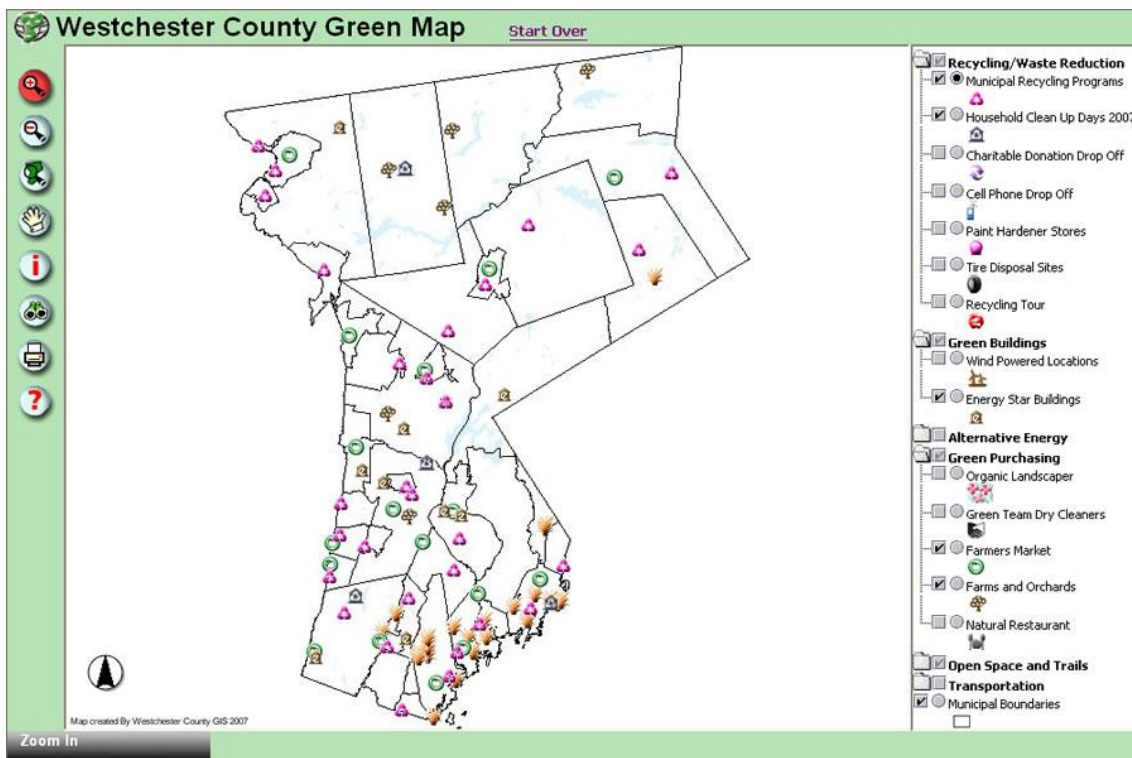 Westchester County Green Map
Start Over
Recycling/Waste Reduction
Municipal Recycling Programs
Household Clean Up Days 2007
Charitable Donation Drop Off
Cell Phone Drop Off
Paint Hardener Stores
Tire Disposal Sites
Recycling Tour
Green Buildings
Wind Powered Locations
Energy Star Buildings
Alternative Energy
Green Purchasing
Organic Landscaper
Green Team Dry Cleaners
Farmers Market
Farms and Orchards
Natural Restaurant
Open Space and Trails
Transportation
Municipal Boundaries
Map created By Westchester County GIS 2007
Zoom In